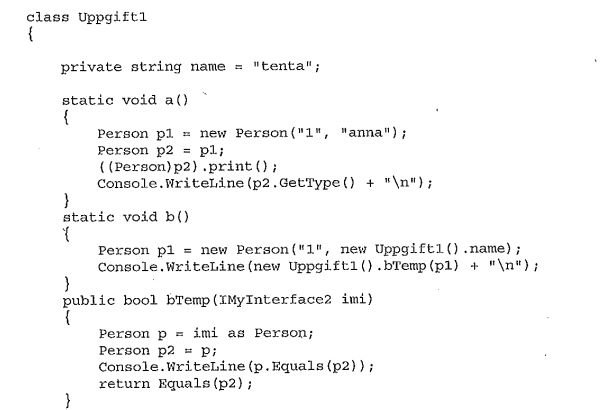 class Uppgift1
{
private string name = "tenta";
static void a()
{
Person p1 = new Person("1", "anna");
Person p2 = p1;
((Person)p2).print();
Console.WriteLine(p2.GetType() + "\n");
}
static void b()
{
Person p1 = new Person("1", new Uppgift1().name);
Console.WriteLine(new Uppgift1().bTemp(p1) + "\n");
}
public bool bTemp(IMyInterface2 imi)
{
Person p = imi as Person;
Person p2 = p;
Console.WriteLine(p.Equals(p2));
return Equals(p2);
}